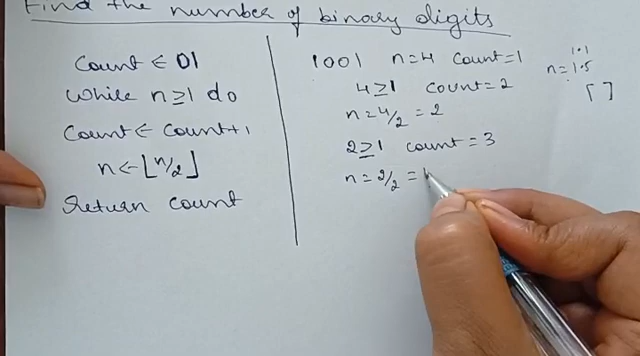 Find the number of binary digits
Count ← 01
While n ≥ 1 do
Count ← Count + 1
n ← ⌊n/2⌋
Return count
1001 n = 4 Count = 1
4 ≥ 1 Count = 2
n = 4/2 = 2
2 ≥ 1 count = 3
n = 2/2 = 1
1.1
n = 1.5
⌈ ⌉